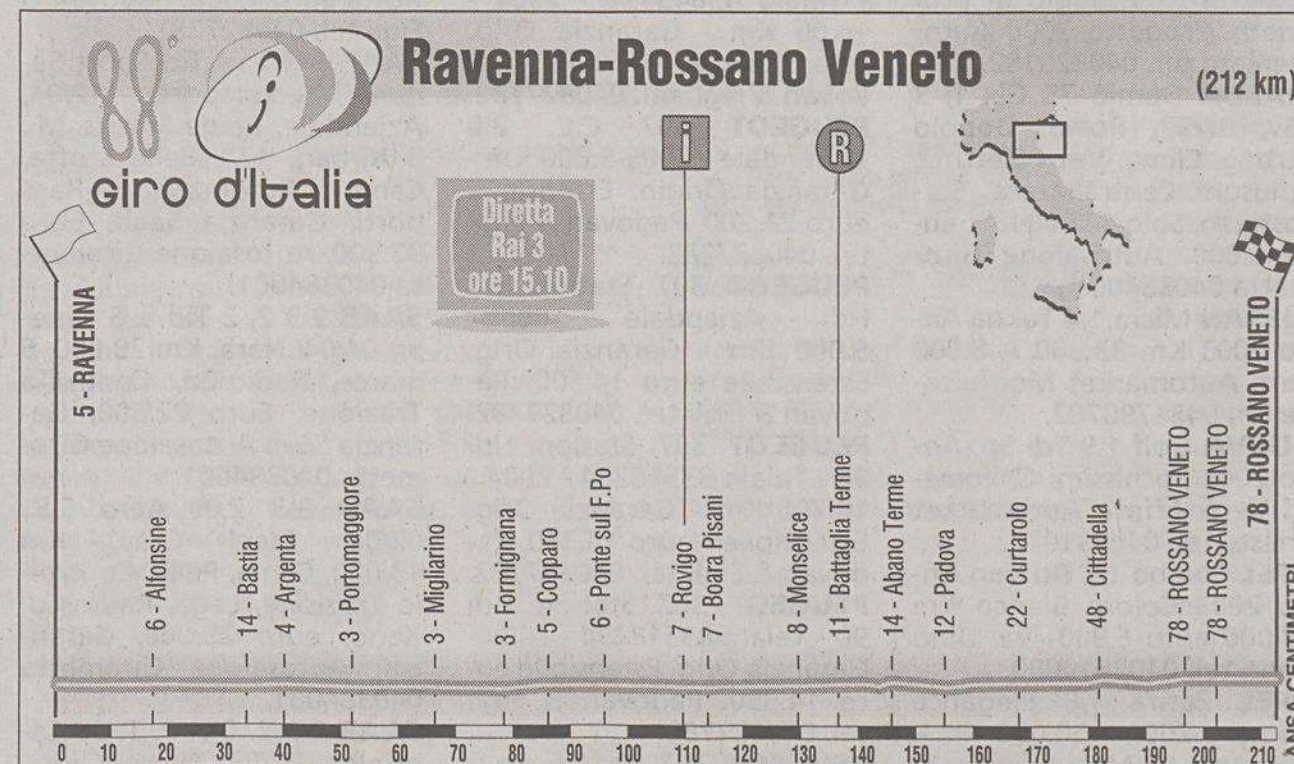 Ravenna-Rossano Veneto
(212 km)
giro d'Italia
i
R
Diretta
Rai 3
ore 15.10
5 - RAVENNA
6 - Alfonsine
14 - Bastia
4 - Argenta
3 - Portomaggiore
3 - Migliarino
3 - Formignana
5 - Copparo
6 - Ponte sul F.Po
7 - Rovigo
7 - Boara Pisani
8 - Monselice
11 - Battaglia Terme
14 - Abano Terme
12 - Padova
22 - Curtarolo
48 - Cittadella
78 - ROSSANO VENETO
78 - ROSSANO VENETO
78 - ROSSANO VENETO
0 10 20 30 40 50 60 70 80 90 100 110 120 130 140 150 160 170 180 190 200 210
ANSA-CENTIMETRI